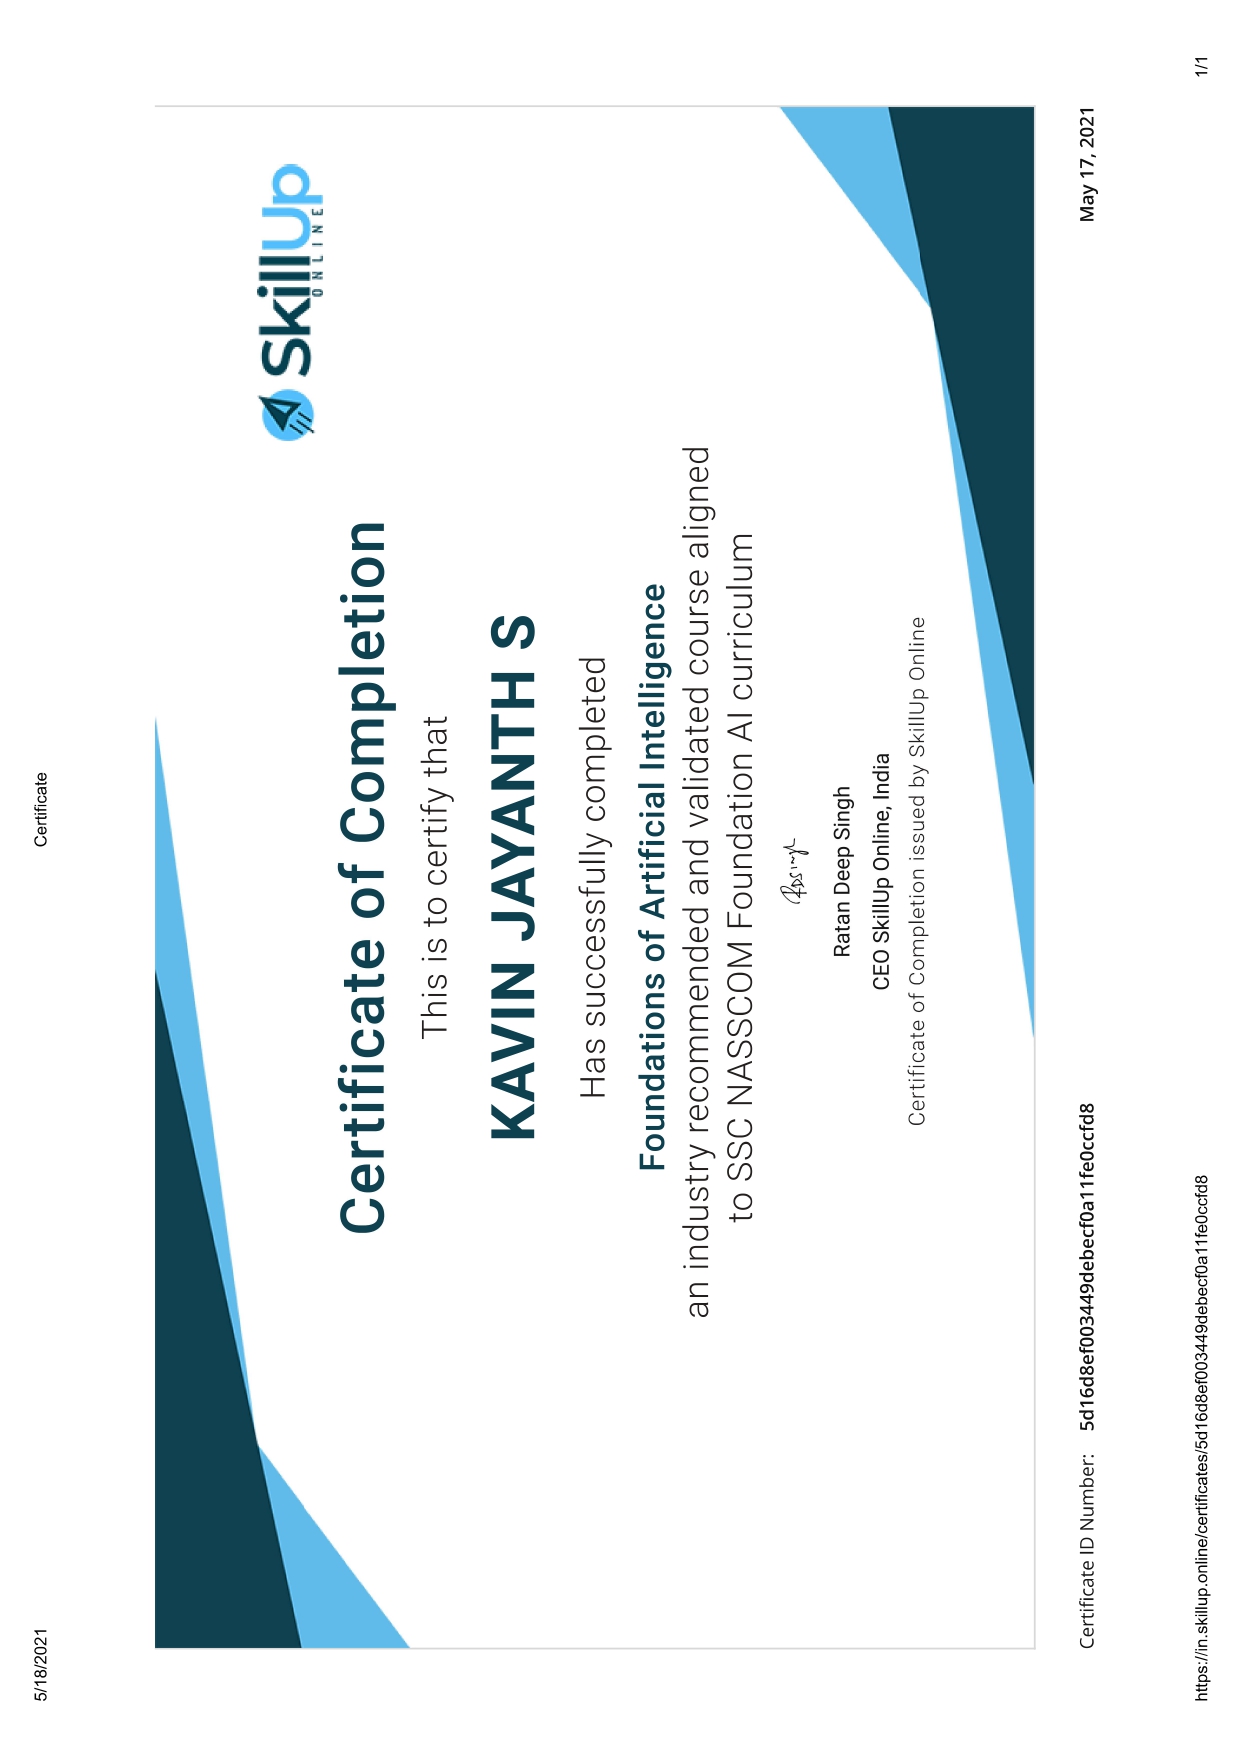 5/18/2021
Certificate
SkillUp
ONLINE
Certificate of Completion
This is to certify that
KAVIN JAYANTH S
Has successfully completed
Foundations of Artificial Intelligence
an industry recommended and validated course aligned
to SSC NASSCOM Foundation AI curriculum
RDSingh
Ratan Deep Singh
CEO SkillUp Online, India
Certificate of Completion issued by SkillUp Online
Certificate ID Number: 5d16d8ef003449debecf0a11fe0ccfd8
May 17, 2021
https://in.skillup.online/certificates/5d16d8ef003449debecf0a11fe0ccfd8
1/1